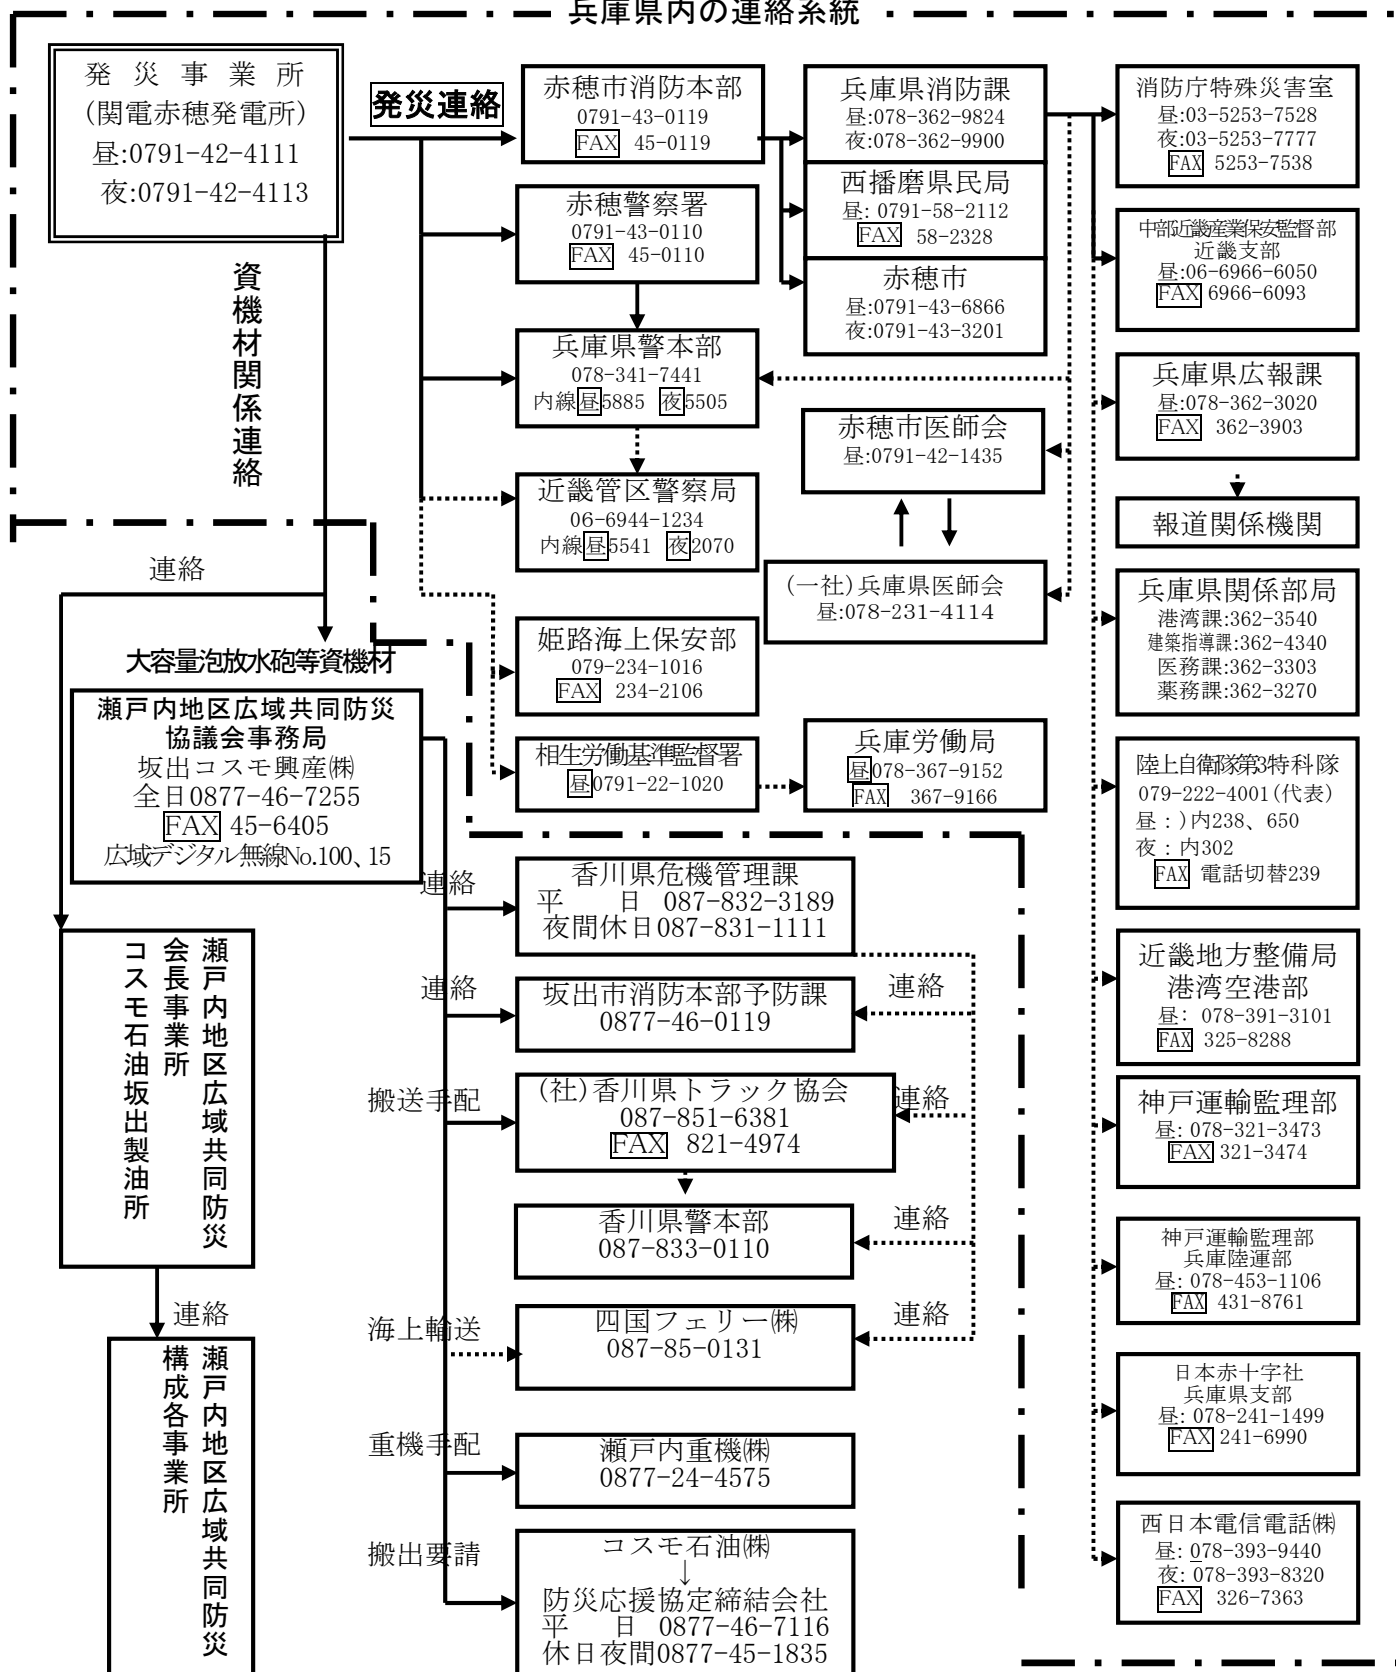 兵庫県内の連絡系統
発災事業所
(関電赤穂発電所)
昼:0791-42-4111
夜:0791-42-4113
発災連絡
資機材関係連絡
赤穂市消防本部
0791-43-0119
FAX 45-0119
赤穂警察署
0791-43-0110
FAX 45-0110
兵庫県警本部
078-341-7441
内線昼5885 夜5505
近畿管区警察局
06-6944-1234
内線昼5541 夜2070
姫路海上保安部
079-234-1016
FAX 234-2106
相生労働基準監督署
昼0791-22-1020
兵庫県消防課
昼:078-362-9824
夜:078-362-9900
西播磨県民局
昼: 0791-58-2112
FAX 58-2328
赤穂市
昼:0791-43-6866
夜:0791-43-3201
赤穂市医師会
昼:0791-42-1435
(一社)兵庫県医師会
昼:078-231-4114
兵庫労働局
昼078-367-9152
FAX 367-9166
消防庁特殊災害室
昼:03-5253-7528
夜:03-5253-7777
FAX 5253-7538
中部近畿産業保安監督部
近畿支部
昼:06-6966-6050
FAX 6966-6093
兵庫県広報課
昼:078-362-3020
FAX 362-3903
報道関係機関
兵庫県関係部局
港湾課:362-3540
建築指導課:362-4340
医務課:362-3303
薬務課:362-3270
陸上自衛隊第3特科隊
079-222-4001(代表)
昼:)内238、650
夜:内302
FAX 電話切替239
近畿地方整備局
港湾空港部
昼: 078-391-3101
FAX 325-8288
神戸運輸監理部
昼: 078-321-3473
FAX 321-3474
神戸運輸監理部
兵庫陸運部
昼: 078-453-1106
FAX 431-8761
日本赤十字社
兵庫県支部
昼: 078-241-1499
FAX 241-6990
西日本電信電話㈱
昼: 078-393-9440
夜: 078-393-8320
FAX 326-7363
連絡
大容量泡放水砲等資機材
瀬戸内地区広域共同防災
協議会事務局
坂出コスモ興産㈱
全日0877-46-7255
FAX 45-6405
広域デジタル無線No.100、15
瀬戸内地区広域共同防災
会長事業所
コスモ石油坂出製油所
連絡
瀬戸内地区広域共同防災
構成各事業所
連絡
香川県危機管理課
平　日 087-832-3189
夜間休日087-831-1111
連絡
坂出市消防本部予防課
0877-46-0119
連絡
搬送手配
(社)香川県トラック協会
087-851-6381
FAX 821-4974
連絡
香川県警本部
087-833-0110
連絡
海上輸送
四国フェリー㈱
087-85-0131
連絡
重機手配
瀬戸内重機㈱
0877-24-4575
搬出要請
コスモ石油㈱
↓
防災応援協定締結会社
平　日 0877-46-7116
休日夜間0877-45-1835